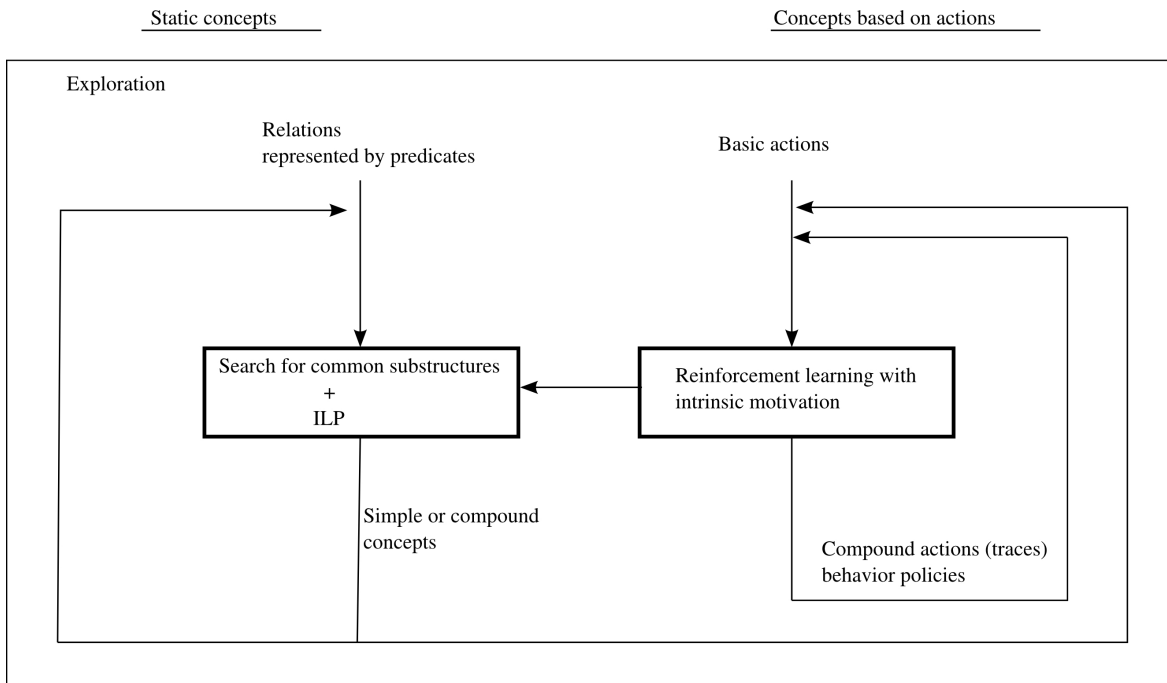 Static concepts
Concepts based on actions
Exploration
Relations
represented by predicates
Basic actions
Search for common substructures
+
ILP
Reinforcement learning with
intrinsic motivation
Simple or compound
concepts
Compound actions (traces)
behavior policies